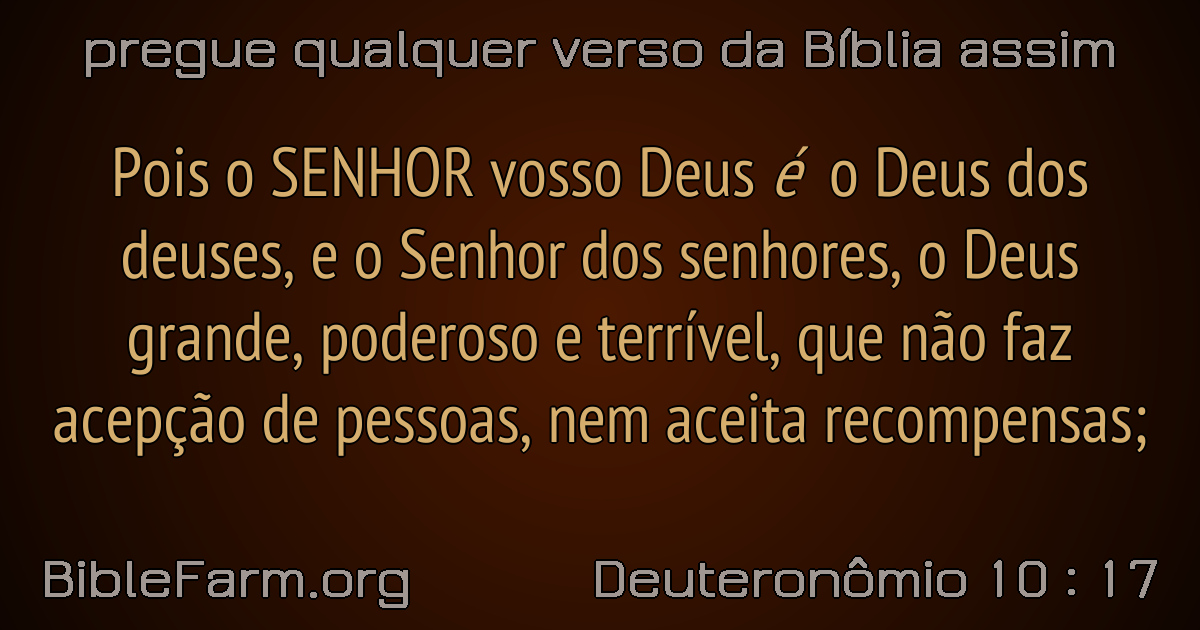 pregue qualquer verso da Bíblia assim
Pois o SENHOR vosso Deus é o Deus dos
deuses, e o Senhor dos senhores, o Deus
grande, poderoso e terrível, que não faz
acepção de pessoas, nem aceita recompensas;
BibleFarm.org
Deuteronômio 10 : 17